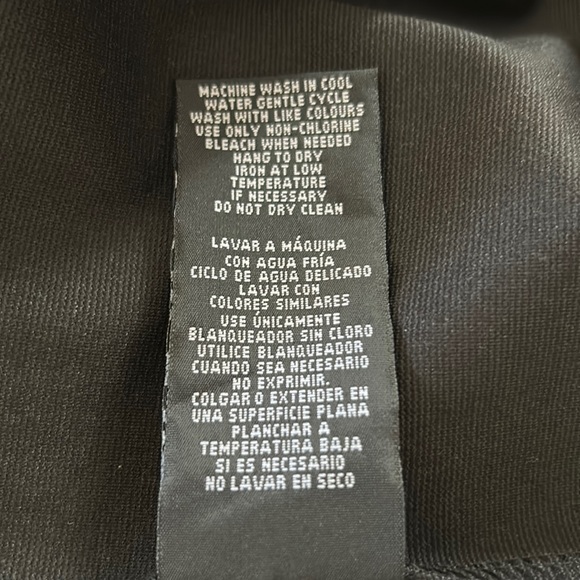 MACHINE WASH IN COOL
WATER GENTLE CYCLE
WASH WITH LIKE COLOURS
USE ONLY NON-CHLORINE
BLEACH WHEN NEEDED
HANG TO DRY
IRON AT LOW
TEMPERATURE
IF NECESSARY
DO NOT DRY CLEAN
LAVAR A MÁQUINA
CON AGUA FRÍA
CICLO DE AGUA DELICADO
LAVAR CON
COLORES SIMILARES
USE ÚNICAMENTE
BLANQUEADOR SIN CLORO
UTILICE BLANQUEADOR
CUANDO SEA NECESARIO
NO EXPRIMIR.
COLGAR O EXTENDER EN
UNA SUPERFICIE PLANA
PLANCHAR A
TEMPERATURA BAJA
SI ES NECESARIO
NO LAVAR EN SECO